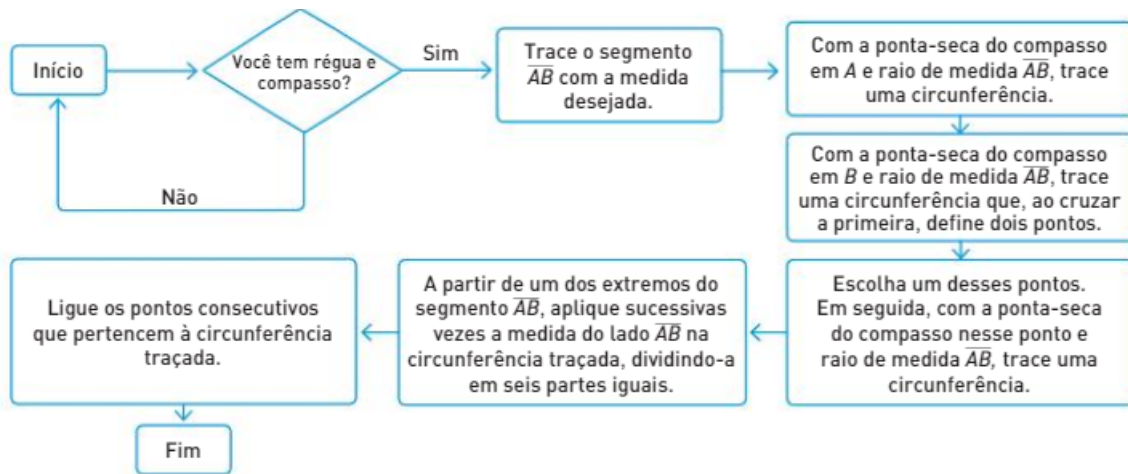 Início
Você tem régua e
compasso?
Sim
Não
Trace o segmento
AB com a medida
desejada.
Com a ponta-seca do compasso
em A e raio de medida AB, trace
uma circunferência.
Com a ponta-seca do compasso
em B e raio de medida AB, trace
uma circunferência que, ao cruzar
a primeira, define dois pontos.
Escolha um desses pontos.
Em seguida, com a ponta-seca
do compasso nesse ponto e
raio de medida AB, trace uma
circunferência.
A partir de um dos extremos do
segmento AB, aplique sucessivas
vezes a medida do lado AB na
circunferência traçada, dividindo-a
em seis partes iguais.
Ligue os pontos consecutivos
que pertencem à circunferência
traçada.
Fim